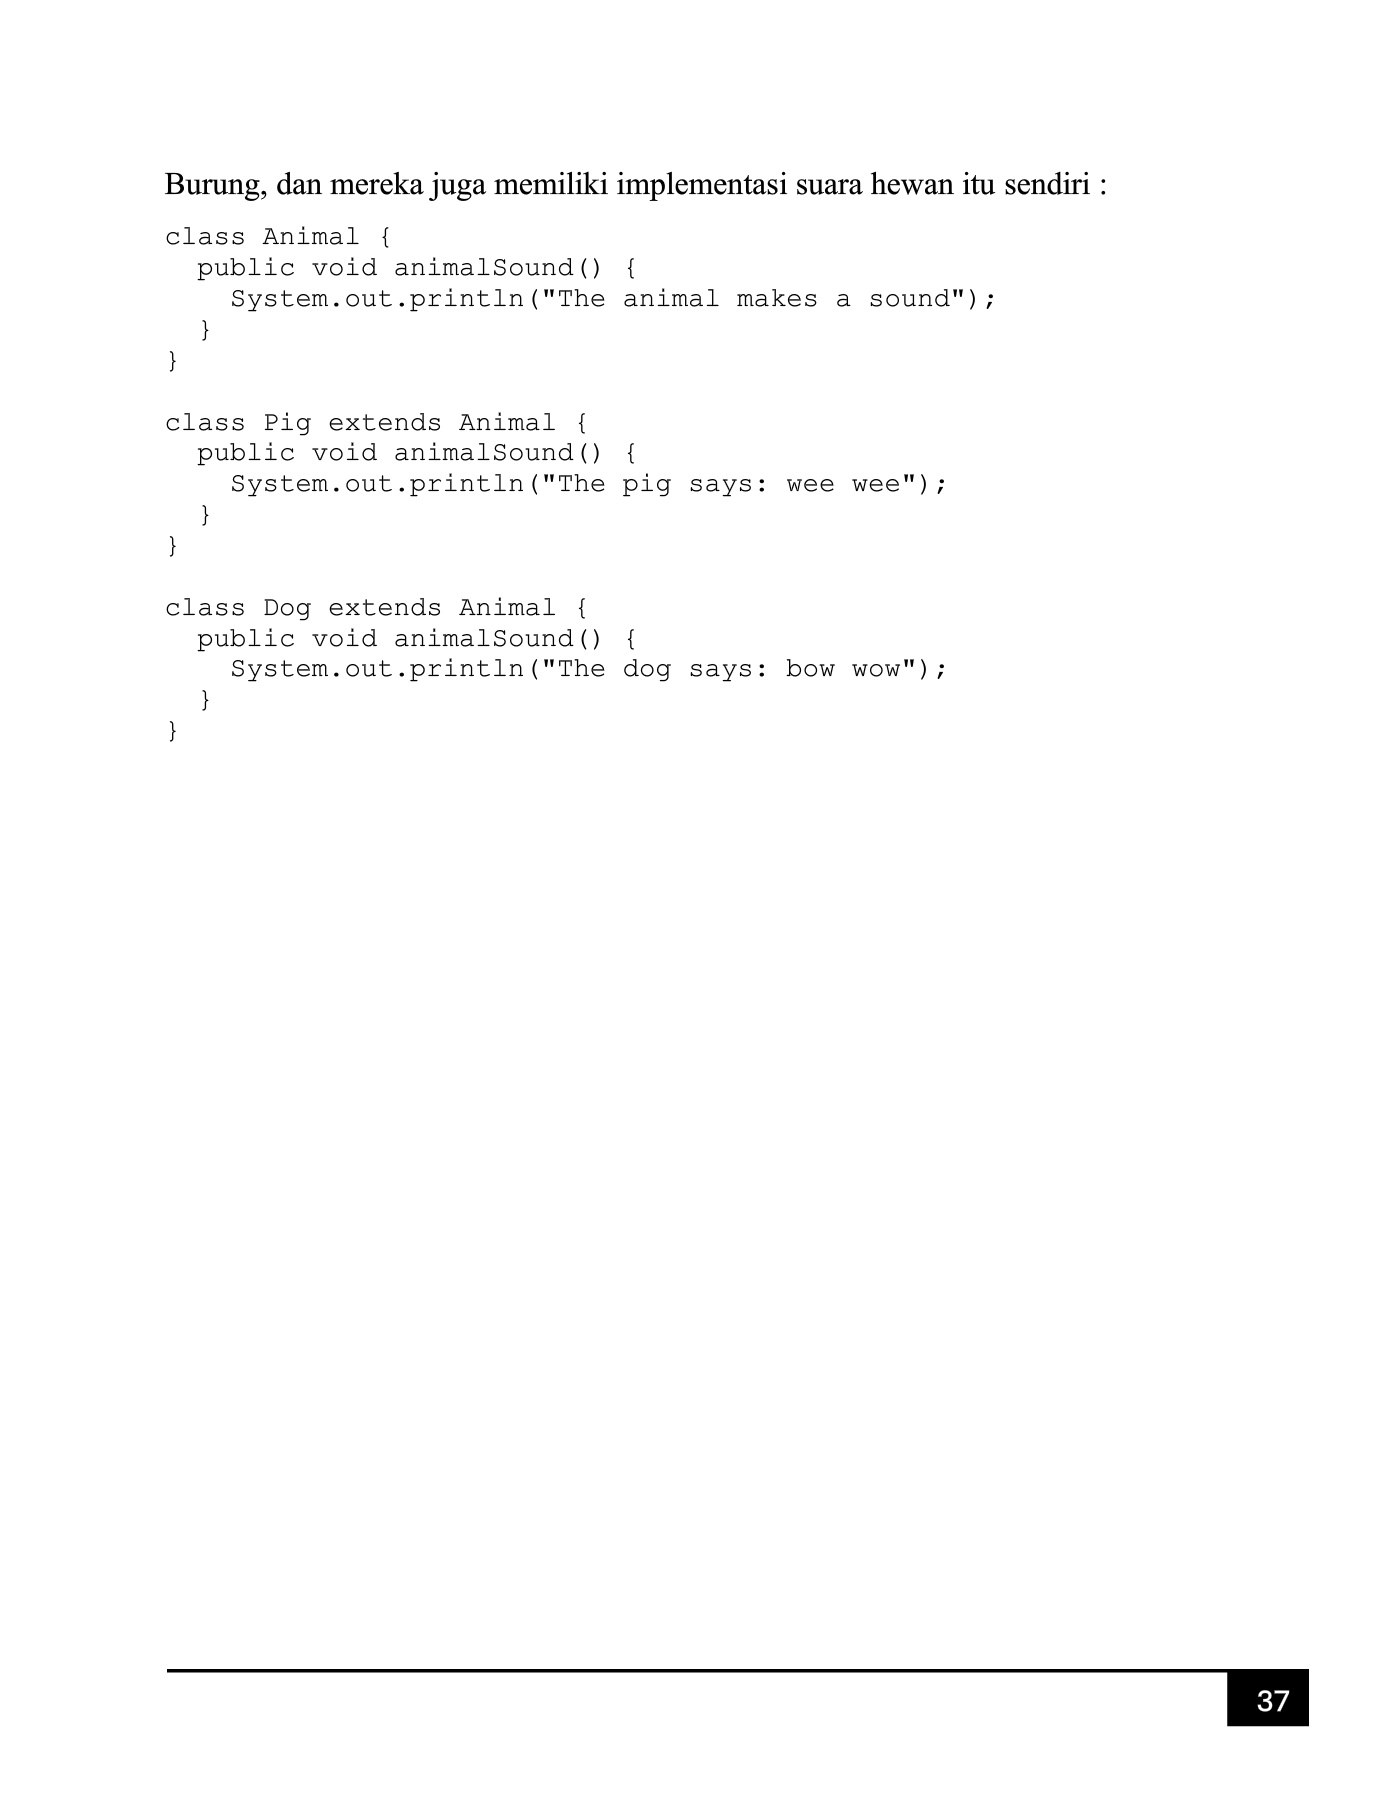 Burung, dan mereka juga memiliki implementasi suara hewan itu sendiri :
class Animal {
  public void animalSound() {
    System.out.println("The animal makes a sound");
  }
}

class Pig extends Animal {
  public void animalSound() {
    System.out.println("The pig says: wee wee");
  }
}

class Dog extends Animal {
  public void animalSound() {
    System.out.println("The dog says: bow wow");
  }
}
37